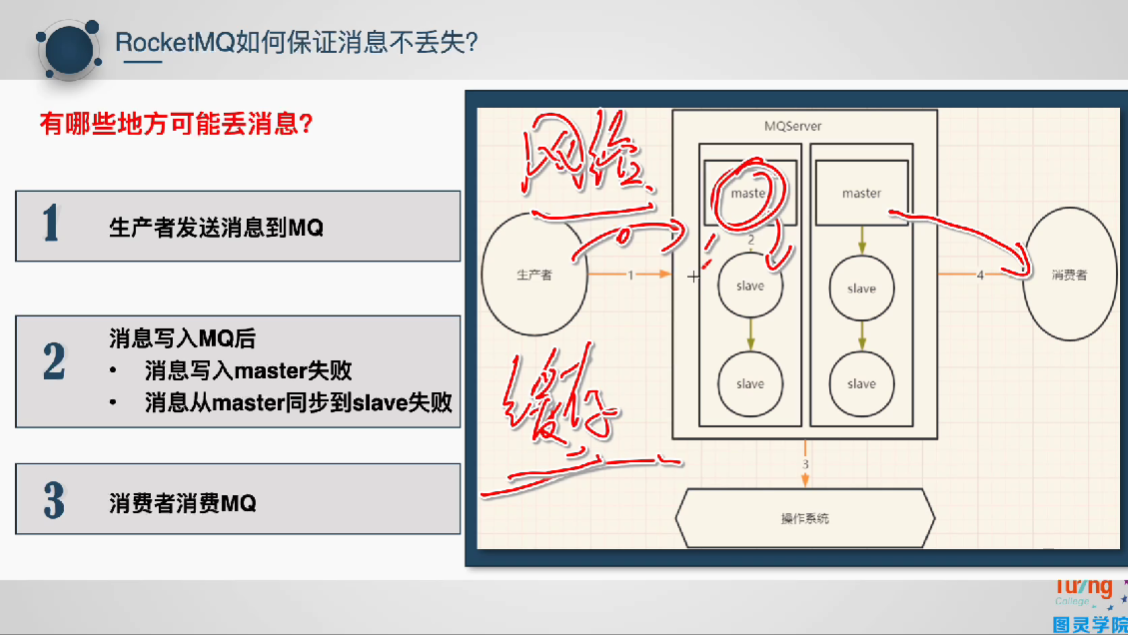 RocketMQ如何保证消息不丢失?
有哪些地方可能丢消息?
1 生产者发送消息到MQ
2 消息写入MQ后
• 消息写入master失败
• 消息从master同步到slave失败
3 消费者消费MQ
MQServer
网络
maste
master
生产者
1
2
slave
slave
4
消费者
slave
slave
缓存
3
操作系统
Turing
College
图灵学院